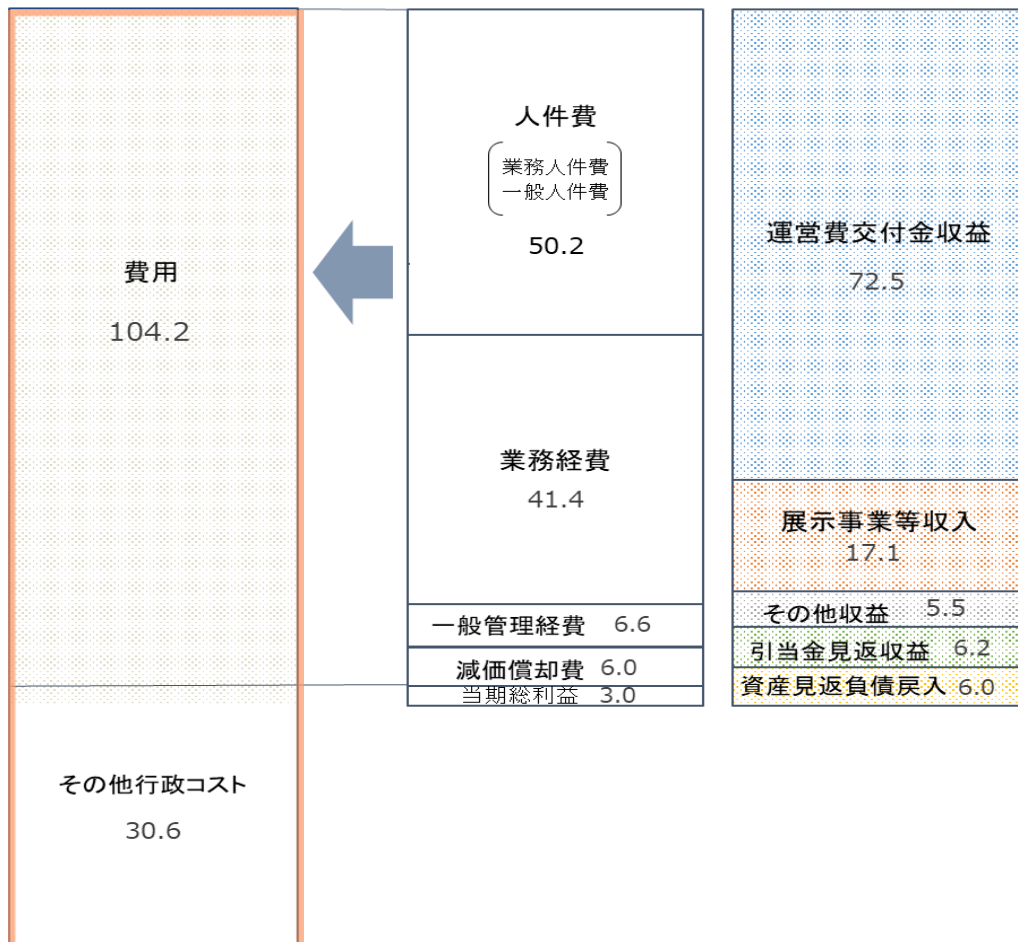 費用
104.2
その他行政コスト
30.6
人件費
業務人件費
一般人件費
50.2
業務経費
41.4
一般管理経費 6.6
減価償却費 6.0
当期総利益 3.0
運営費交付金収益
72.5
展示事業等収入
17.1
その他収益 5.5
引当金見返収益 6.2
資産見返負債戻入 6.0